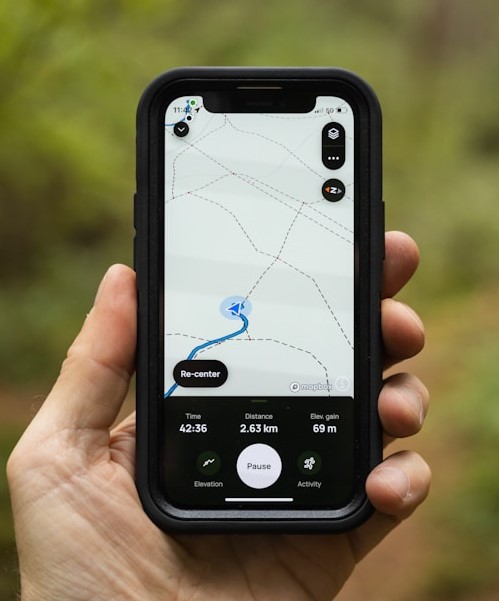 N
Re-center
mapbox
Time Distance Elev. gain
42:36 2.63 km 69 m
Pause
Elevation Activity